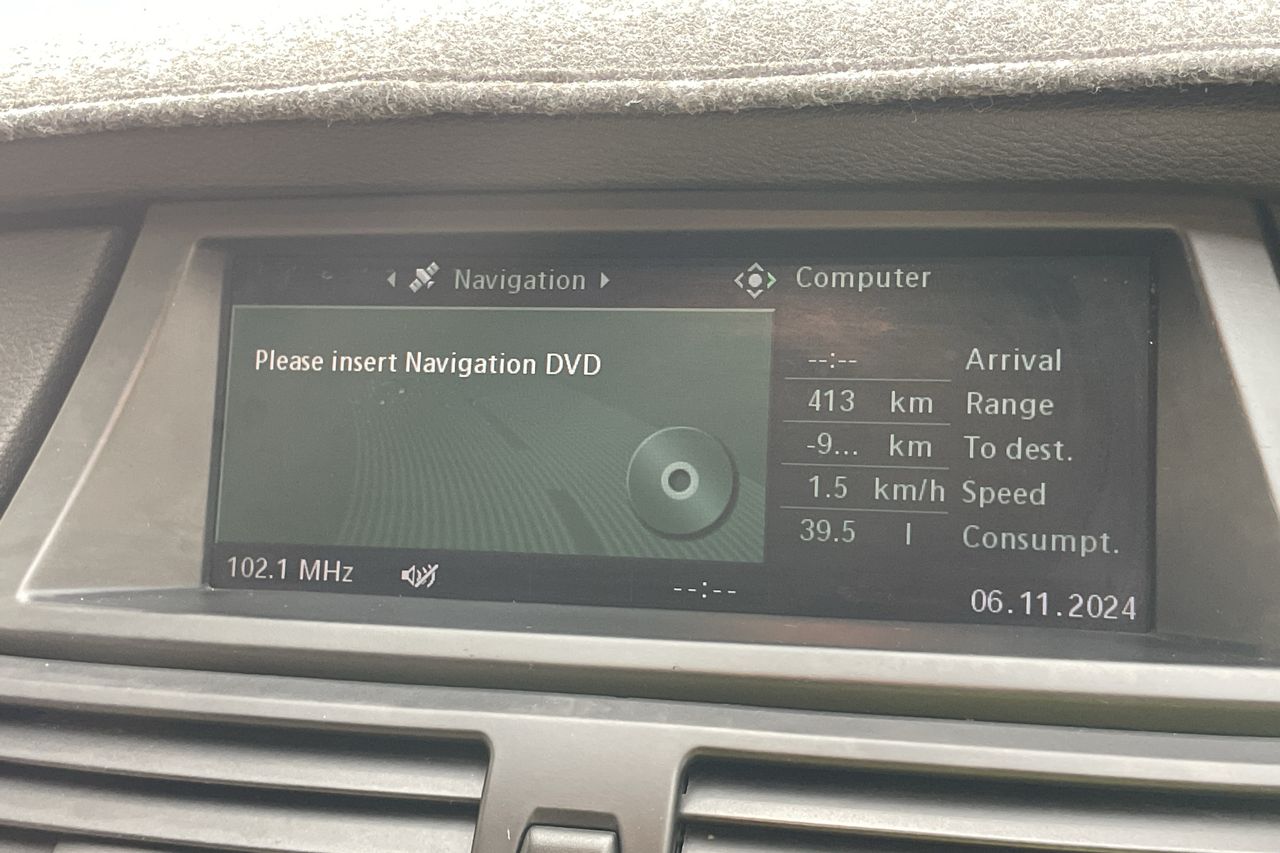 Navigation
Computer
Please insert Navigation DVD
--:-- Arrival
413 km Range
-9... km To dest.
1.5 km/h Speed
39.5 l Consumpt.
102.1 MHz
--:--
06.11.2024